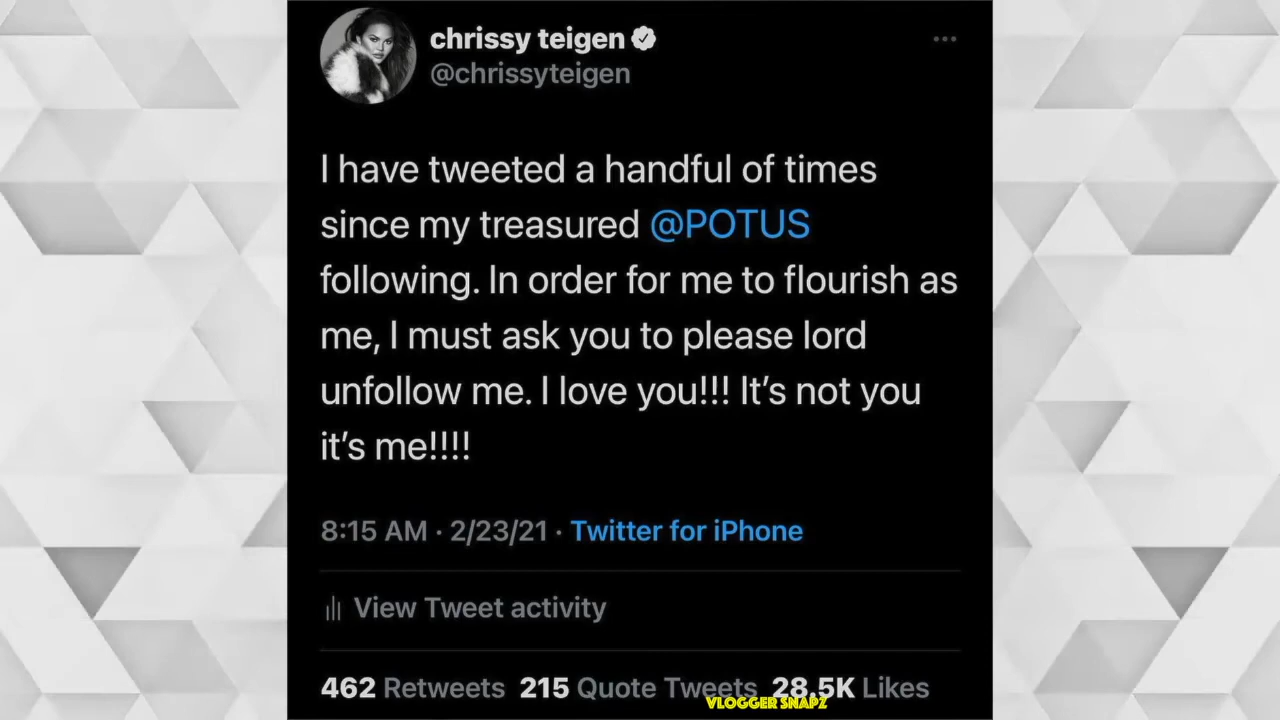 chrissy teigen
@chrissyteigen
I have tweeted a handful of times
since my treasured @POTUS
following. In order for me to flourish as
me, I must ask you to please lord
unfollow me. I love you!!! It’s not you
it’s me!!!!
8:15 AM · 2/23/21 · Twitter for iPhone
View Tweet activity
462 Retweets 215 Quote Tweets 28.5K Likes
VLOGGER SNAPZ